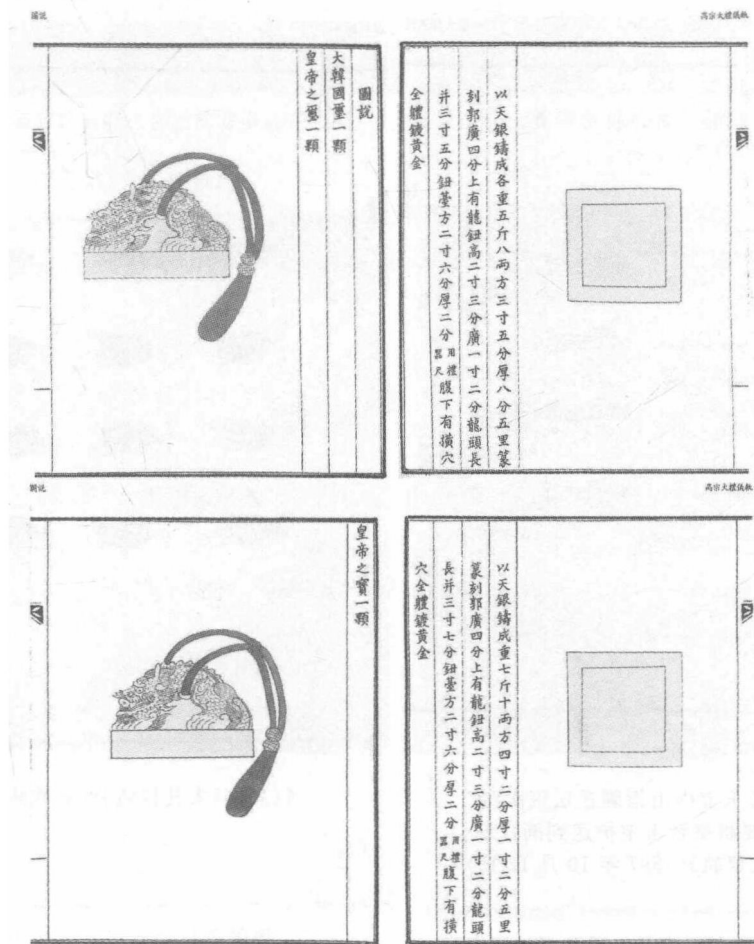 圖說
高宗大禮儀軌
圖説
大韓國璽一顆
皇帝之璽一顆
以天銀鑄成各重五斤八兩方三寸五分厚八分五里篆
刻郭廣四分上有龍鈕高二寸三分廣一寸二分龍頭長
并三寸五分鈕臺方二寸六分厚二分用禮器尺腹下有橫穴
全體鍍黃金
圖說
高宗大禮儀軌
皇帝之寶一顆
以天銀鑄成重七斤十兩方四寸二分厚一寸二分五里
篆刻郭廣四分上有龍鈕高二寸三分廣一寸二分龍頭
長并三寸七分鈕臺方二寸六分厚二分用禮器尺腹下有橫
穴全體鍍黃金